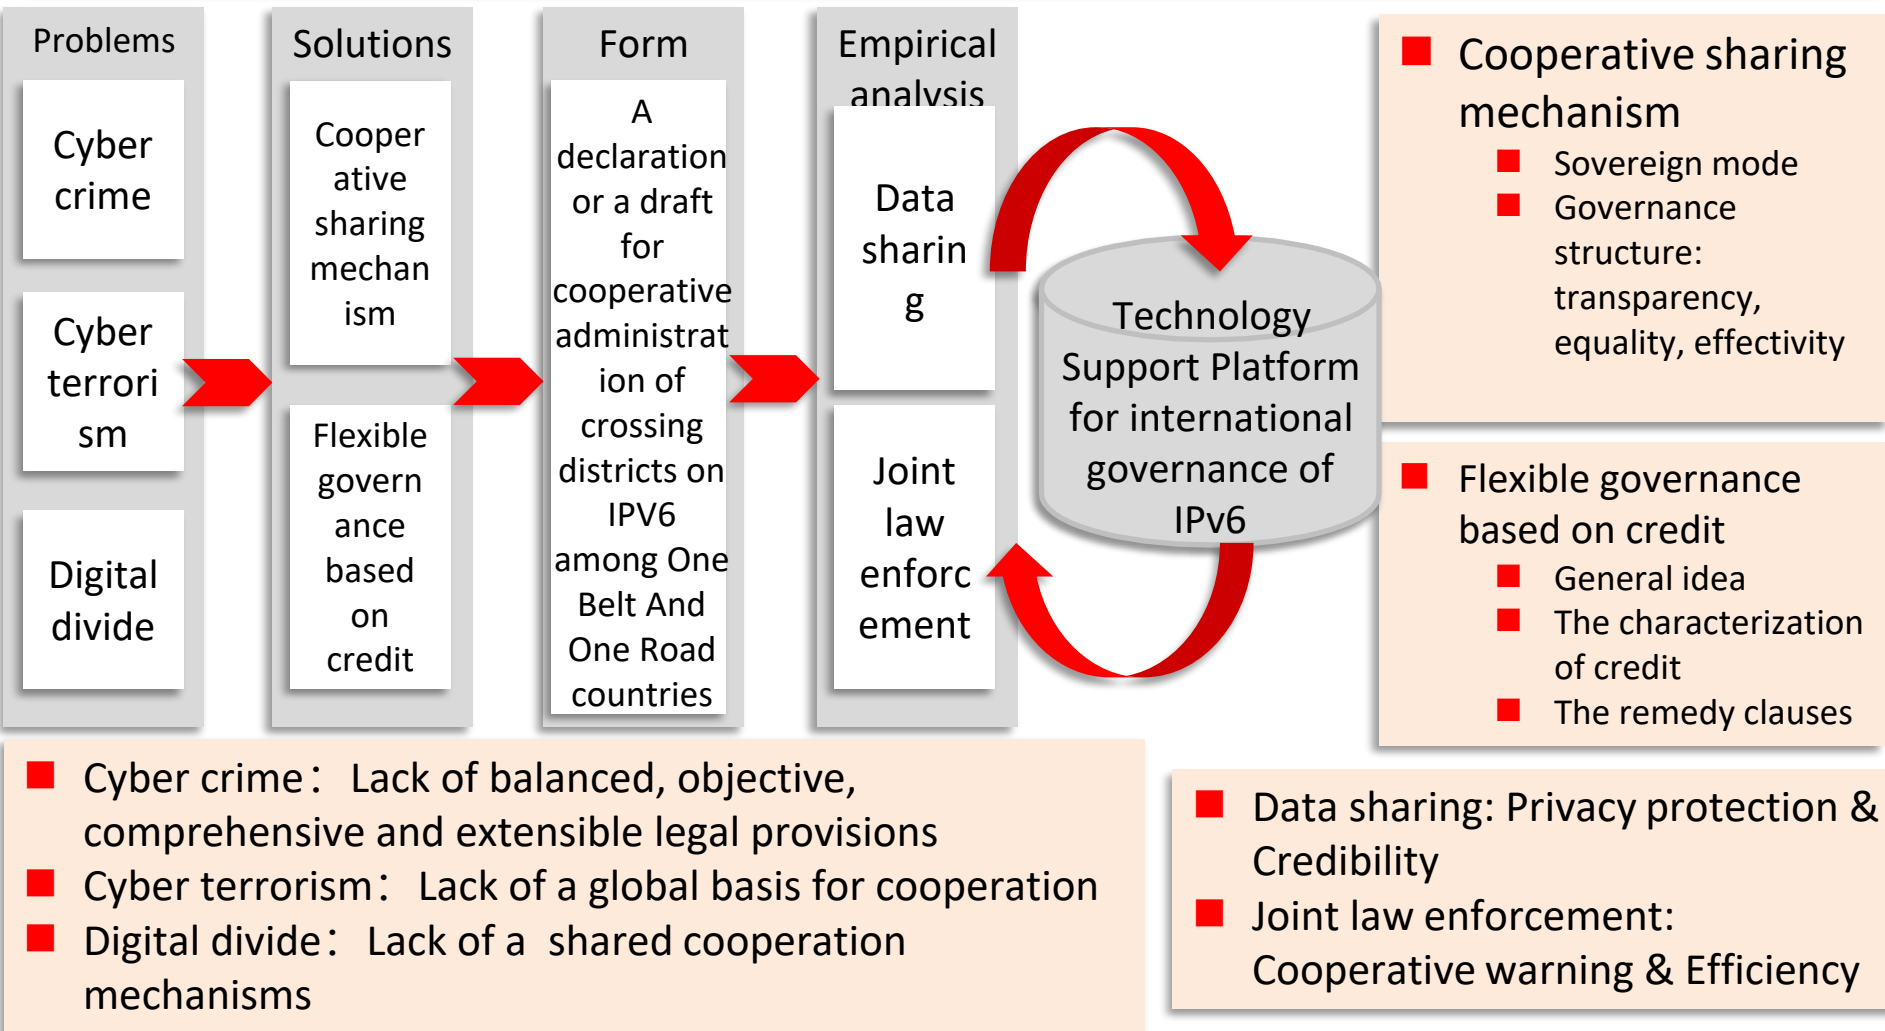 Problems
Cyber
crime
Cyber
terrori
sm
Digital
divide
Solutions
Cooper
ative
sharing
mechan
ism
Flexible
govern
ance
based
on
credit
Form
A
declaration
or a draft
for
cooperative
administrat
ion of
crossing
districts on
IPV6
among One
Belt And
One Road
countries
Empirical
analysis
Data
sharin
g
Joint
law
enforc
ement
Technology
Support Platform
for international
governance of
IPv6
Cooperative sharing
mechanism
Sovereign mode
Governance
structure:
transparency,
equality, effectivity
Flexible governance
based on credit
General idea
The characterization
of credit
The remedy clauses
Cyber crime：Lack of balanced, objective,
comprehensive and extensible legal provisions
Cyber terrorism：Lack of a global basis for cooperation
Digital divide：Lack of a shared cooperation
mechanisms
Data sharing: Privacy protection &
Credibility
Joint law enforcement:
Cooperative warning & Efficiency